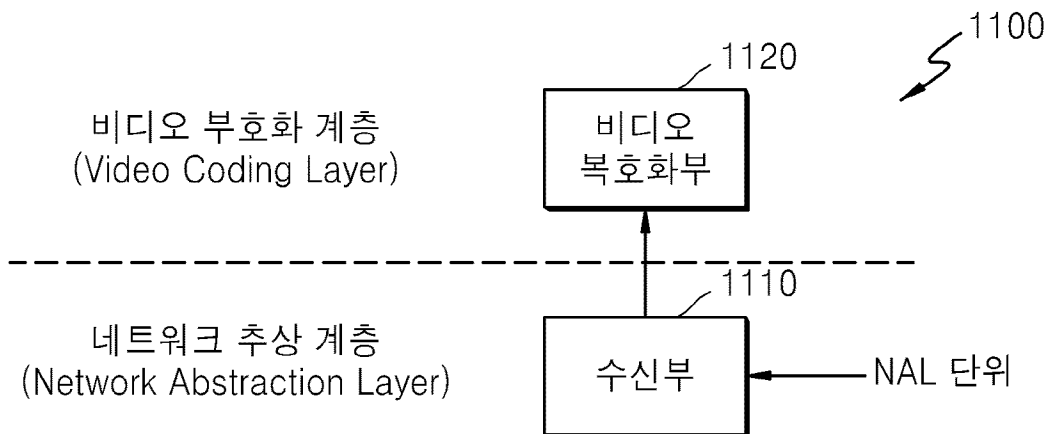 1100
1120
비디오 부호화 계층
(Video Coding Layer)
비디오
복호화부
1110
네트워크 추상 계층
(Network Abstraction Layer)
수신부
NAL 단위